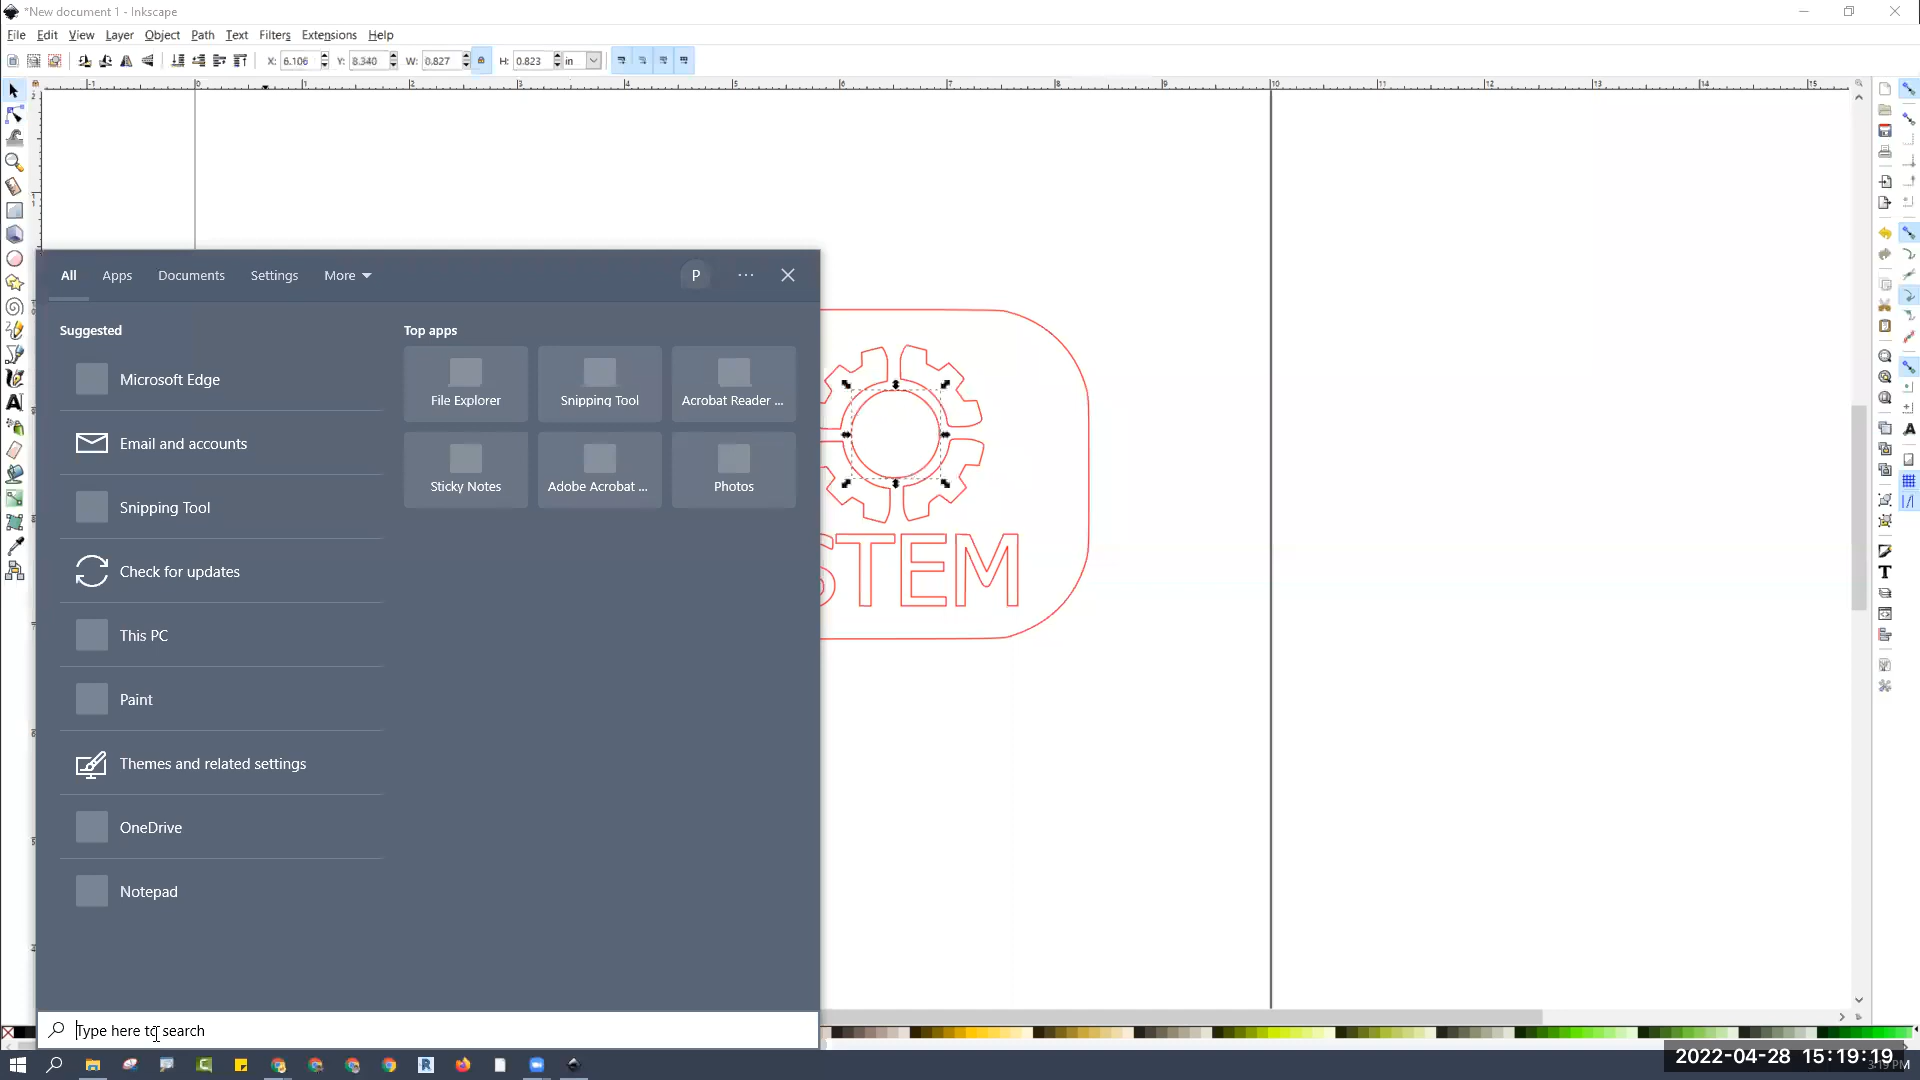 *New document 1 - Inkscape
File Edit View Layer Object Path Text Filters Extensions Help
X: 6.106 Y: 8.340 W: 0.827 H: 0.823 in
All Apps Documents Settings More P ...
Suggested
Microsoft Edge
Email and accounts
Snipping Tool
Check for updates
This PC
Paint
Themes and related settings
OneDrive
Notepad
Top apps
File Explorer Snipping Tool Acrobat Reader ...
Sticky Notes Adobe Acrobat ... Photos
STEM
Type here to search
2022-04-28 15:19:19
3:19 PM